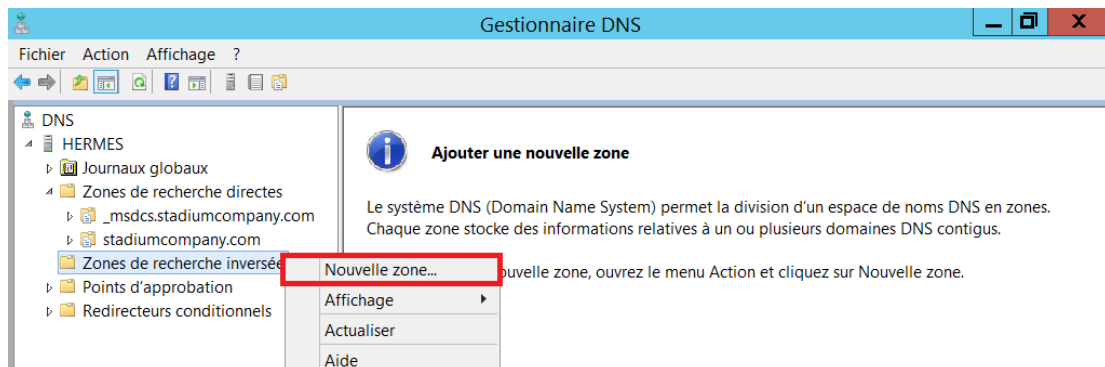 Gestionnaire DNS
Fichier Action Affichage ?
DNS
HERMES
Journaux globaux
Zones de recherche directes
_msdcs.stadiumcompany.com
stadiumcompany.com
Zones de recherche inversée
Points d'approbation
Redirecteurs conditionnels
Nouvelle zone...
Affichage
Actualiser
Aide
Ajouter une nouvelle zone
Le système DNS (Domain Name System) permet la division d'un espace de noms DNS en zones.
Chaque zone stocke des informations relatives à un ou plusieurs domaines DNS contigus.
ouvelle zone, ouvrez le menu Action et cliquez sur Nouvelle zone.